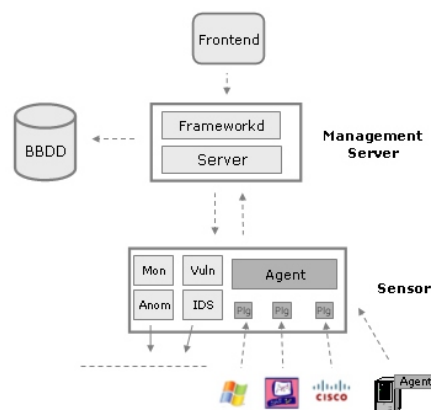 Frontend
Frameworkd
Server
BBDD
Management
Server
Mon
Vuln
Agent
Anom
IDS
Plg
Plg
Plg
Sensor
CISCO
Agent